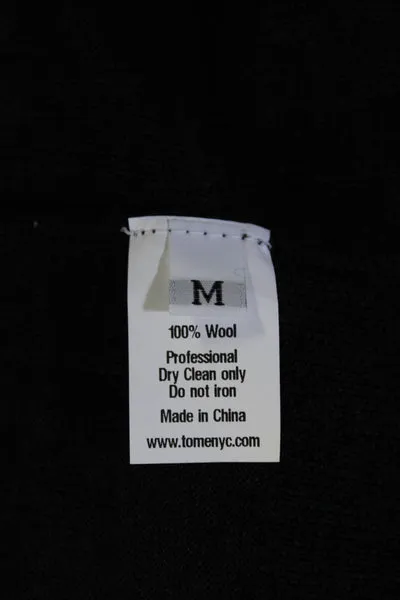 M
100% Wool
Professional
Dry Clean only
Do not iron
Made in China
www.tomenyc.com